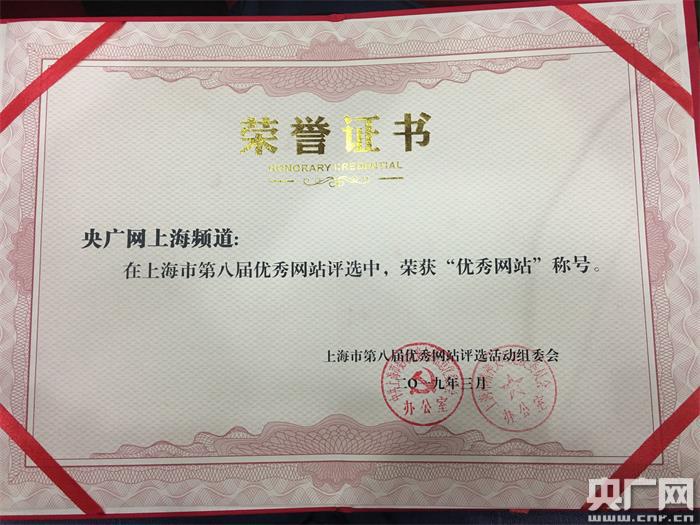 荣誉证书
HONORARY CREDENTIAL
央广网上海频道:
在上海市第八届优秀网站评选中，荣获“优秀网站”称号。
上海市第八届优秀网站评选活动组委会
二〇一九年三月
办公室
办公室
央广网
www.cnr.cn